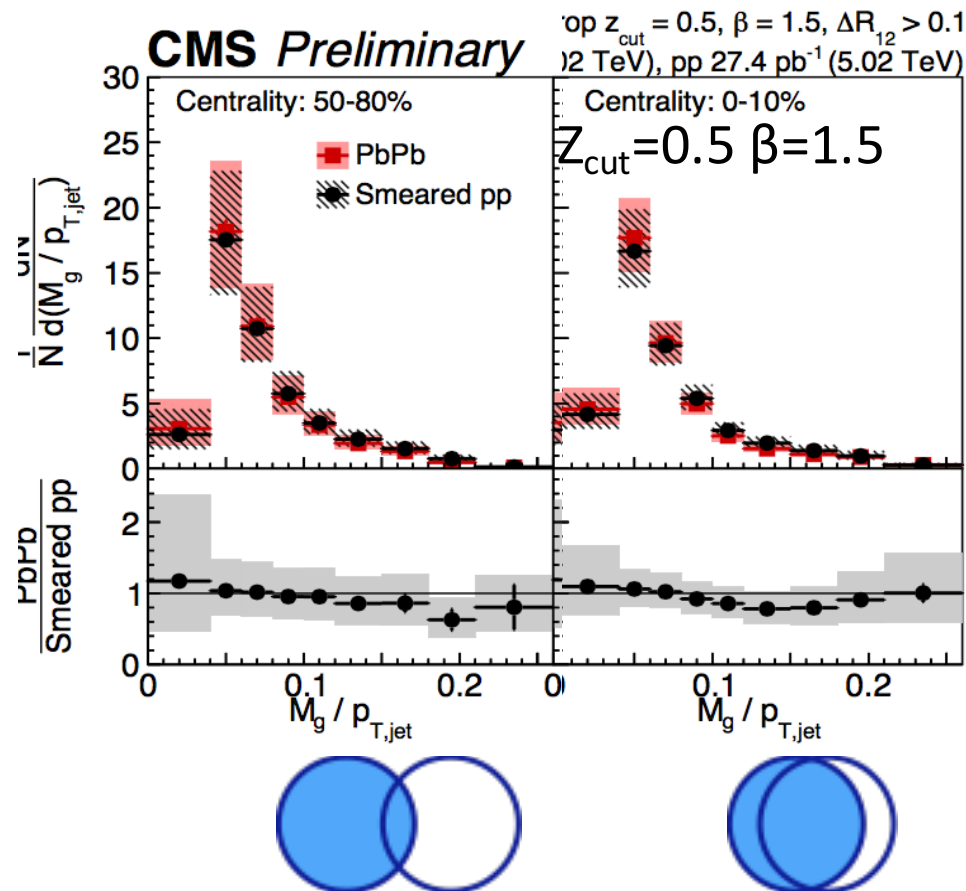 CMS Preliminary
op z_cut = 0.5, β = 1.5, ΔR_12 > 0.1
02 TeV), pp 27.4 pb^-1 (5.02 TeV)
Centrality: 50-80%
PbPb
Smeared pp
Centrality: 0-10%
Z_cut=0.5 β=1.5
N d(M_g / p_T,jet)
30
25
20
15
10
5
0
PbPb
Smeared pp
2
1
0
0 0.1 0.2
M_g / p_T,jet
0 0.1 0.2
M_g / p_T,jet